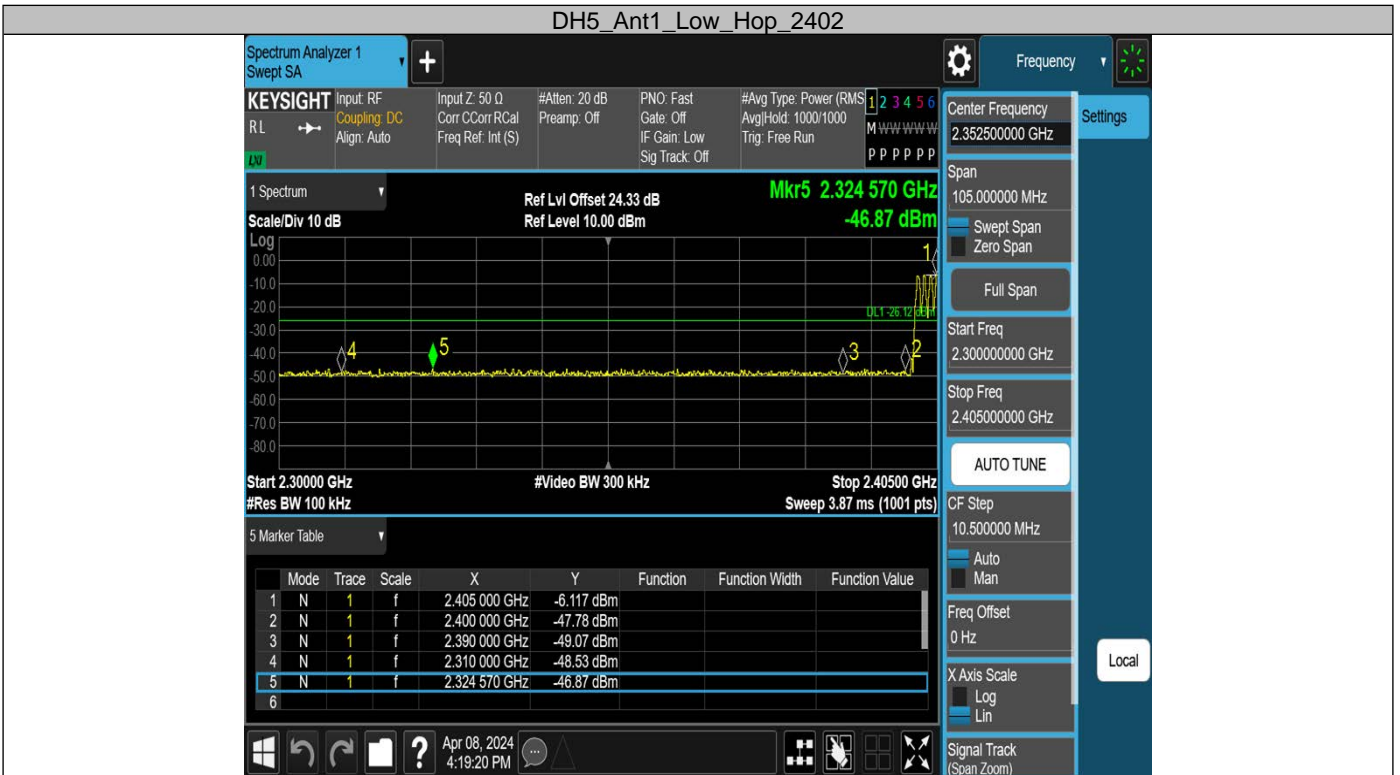 DH5_Ant1_Low_Hop_2402
Spectrum Analyzer 1
Swept SA
+
Frequency
KEYSIGHT
RL
LXI
Input: RF
Coupling: DC
Align: Auto
Input Z: 50 Ω
Corr CCorr RCal
Freq Ref: Int (S)
#Atten: 20 dB
Preamp: Off
PNO: Fast
Gate: Off
IF Gain: Low
Sig Track: Off
#Avg Type: Power (RMS
Avg|Hold: 1000/1000
Trig: Free Run
1 2 3 4 5 6
M W W W W W
P P P P P P
1 Spectrum
Scale/Div 10 dB
Ref Lvl Offset 24.33 dB
Ref Level 10.00 dBm
Mkr5 2.324 570 GHz
-46.87 dBm
Log
0.00
-10.0
-20.0
-30.0
-40.0
-50.0
-60.0
-70.0
-80.0
1
DL1 -26.12 dBm
4
5
3
2
Start 2.30000 GHz
#Video BW 300 kHz
Stop 2.40500 GHz
#Res BW 100 kHz
Sweep 3.87 ms (1001 pts)
5 Marker Table
Mode Trace Scale X Y Function Function Width Function Value
1 N 1 f 2.405 000 GHz -6.117 dBm
2 N 1 f 2.400 000 GHz -47.78 dBm
3 N 1 f 2.390 000 GHz -49.07 dBm
4 N 1 f 2.310 000 GHz -48.53 dBm
5 N 1 f 2.324 570 GHz -46.87 dBm
6
?
Apr 08, 2024
4:19:20 PM
Center Frequency
2.352500000 GHz
Settings
Span
105.000000 MHz
Swept Span
Zero Span
Full Span
Start Freq
2.300000000 GHz
Stop Freq
2.405000000 GHz
AUTO TUNE
CF Step
10.500000 MHz
Auto
Man
Freq Offset
0 Hz
Local
X Axis Scale
Log
Lin
Signal Track
(Span Zoom)